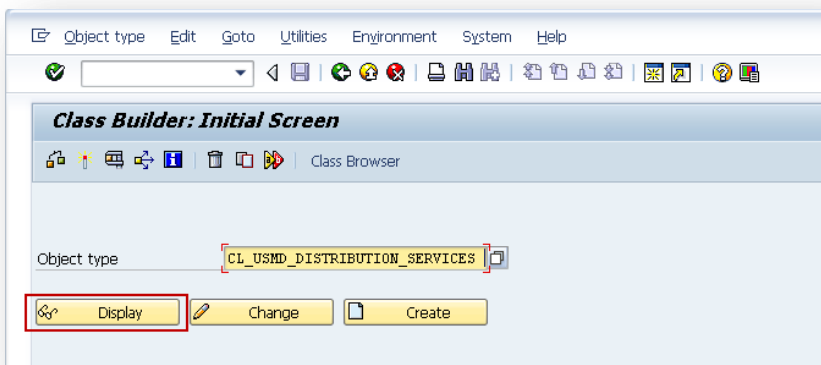 Object type Edit Goto Utilities Environment System Help
Class Builder: Initial Screen
Class Browser
Object type CL_USMD_DISTRIBUTION_SERVICES
Display Change Create